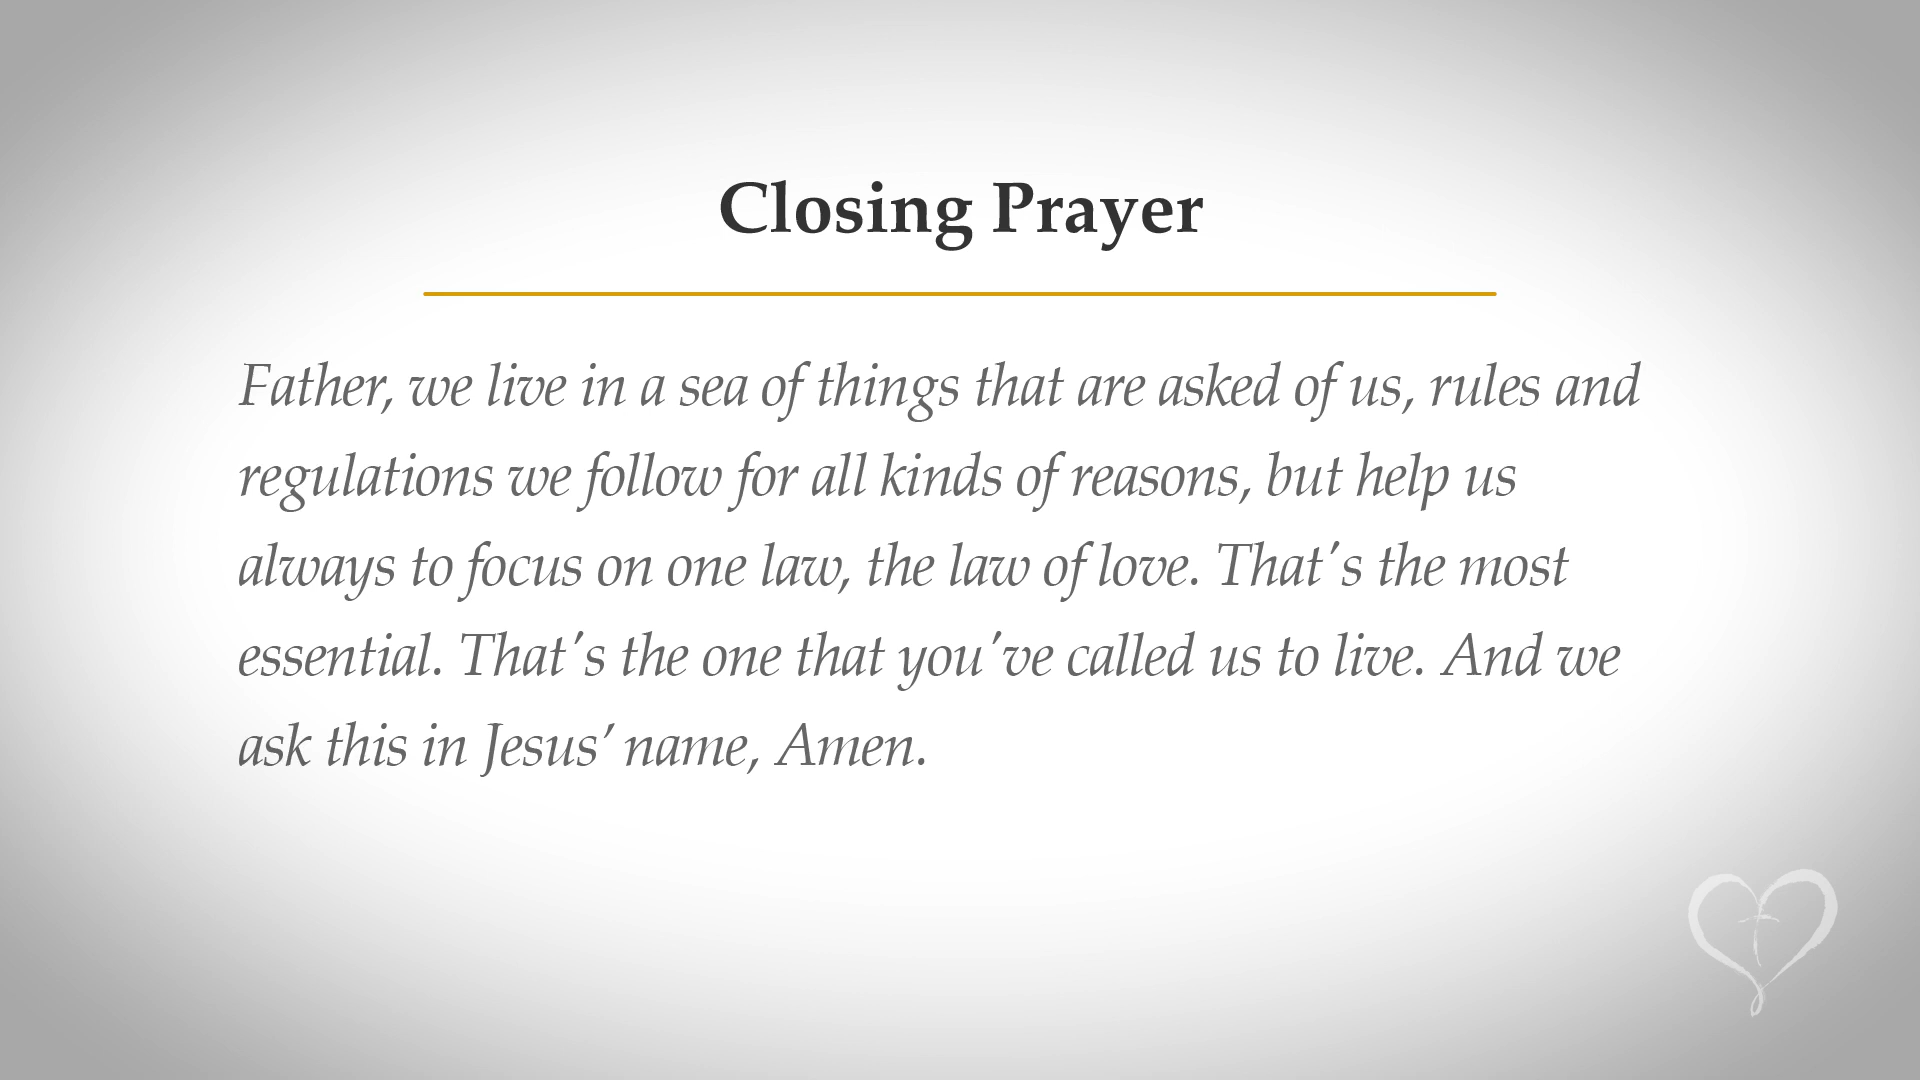 Closing Prayer
Father, we live in a sea of things that are asked of us, rules and
regulations we follow for all kinds of reasons, but help us
always to focus on one law, the law of love. That's the most
essential. That's the one that you've called us to live. And we
ask this in Jesus’ name, Amen.